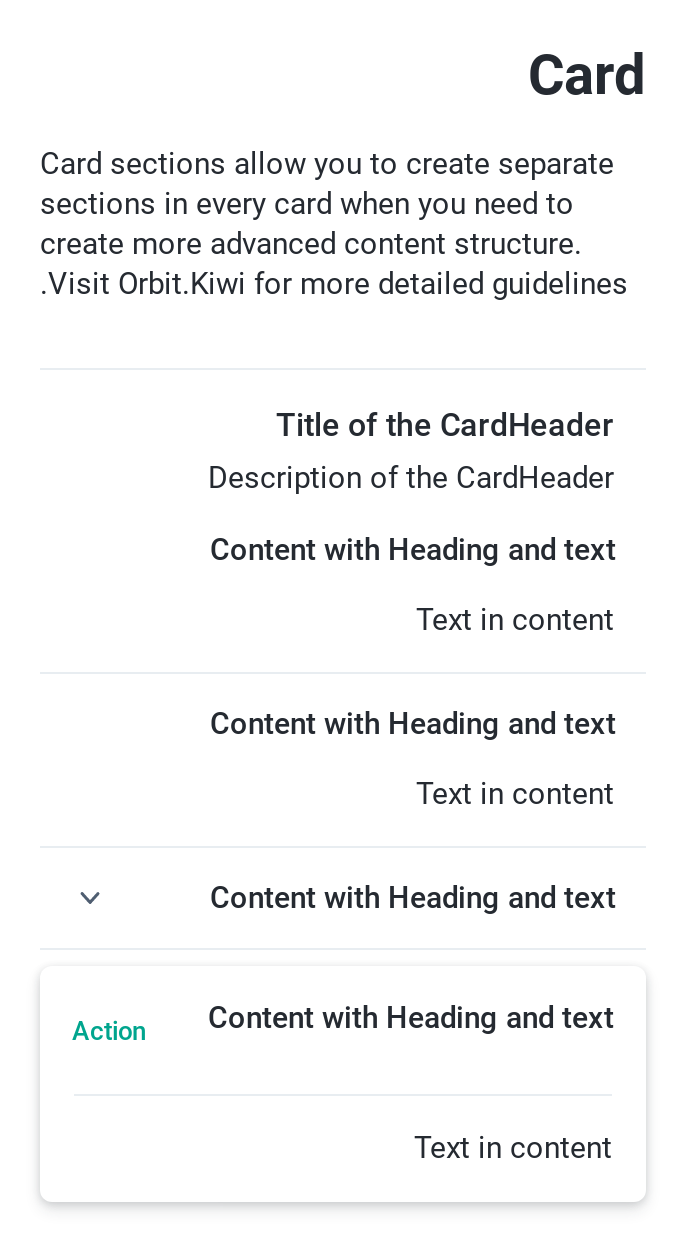 Card
Card sections allow you to create separate
sections in every card when you need to
create more advanced content structure.
.Visit Orbit.Kiwi for more detailed guidelines
Title of the CardHeader
Description of the CardHeader
Content with Heading and text
Text in content
Content with Heading and text
Text in content
Content with Heading and text
Content with Heading and text
Action
Text in content